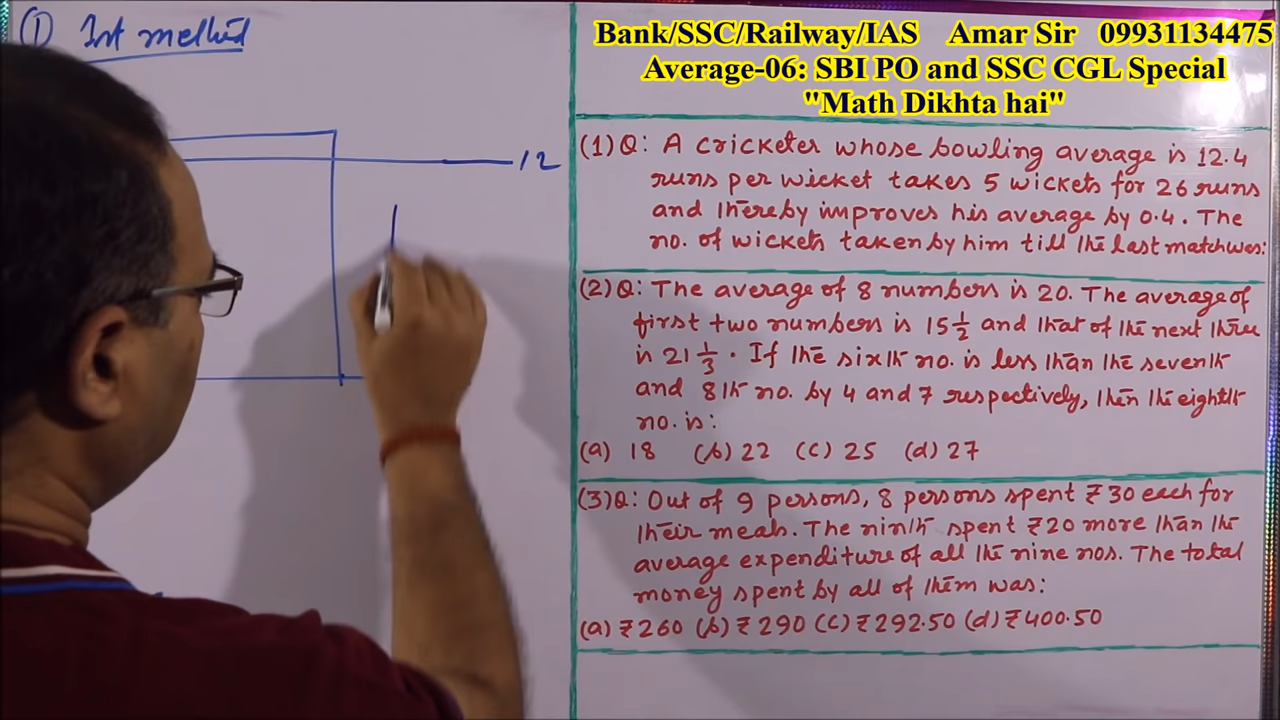 ① Ist method
12
Bank/SSC/Railway/IAS Amar Sir 09931134475
Average-06: SBI PO and SSC CGL Special
"Math Dikhta hai"
(1)Q: A cricketer whose bowling average is 12.4
runs per wicket takes 5 wickets for 26 runs
and thereby improves his average by 0.4. The
no. of wickets taken by him till the last match was:
(2)Q: The average of 8 numbers is 20. The average of
first two numbers is 15 1/2 and that of the next three
is 21 1/3. If the sixth no. is less than the seventh
and 8th no. by 4 and 7 respectively, then the eighth
no. is:
(a) 18 (b) 22 (c) 25 (d) 27
(3)Q: Out of 9 persons, 8 persons spent ₹30 each for
their meals. The ninth spent ₹20 more than the
average expenditure of all the nine nos. The total
money spent by all of them was:
(a) ₹260 (b) ₹290 (c) ₹292.50 (d) ₹400.50